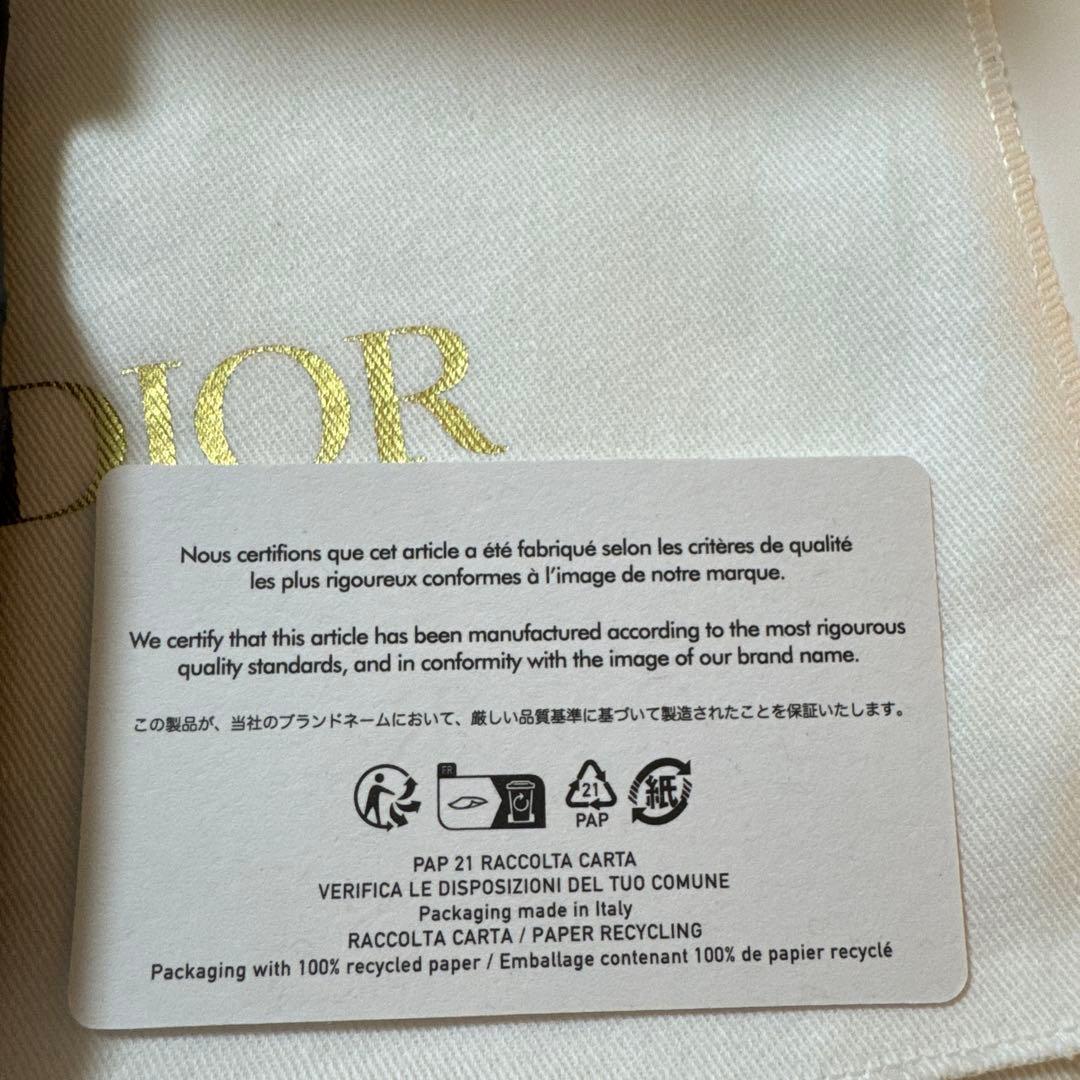 DIOR
Nous certifions que cet article a été fabriqué selon les critères de qualité
les plus rigoureux conformes à l'image de notre marque.
We certify that this article has been manufactured according to the most rigourous
quality standards, and in conformity with the image of our brand name.
この製品が、当社のブランドネームにおいて、厳しい品質基準に基づいて製造されたことを保証いたします。
FR
21
PAP
紙
PAP 21 RACCOLTA CARTA
VERIFICA LE DISPOSIZIONI DEL TUO COMUNE
Packaging made in Italy
RACCOLTA CARTA / PAPER RECYCLING
Packaging with 100% recycled paper / Emballage contenant 100% de papier recyclé